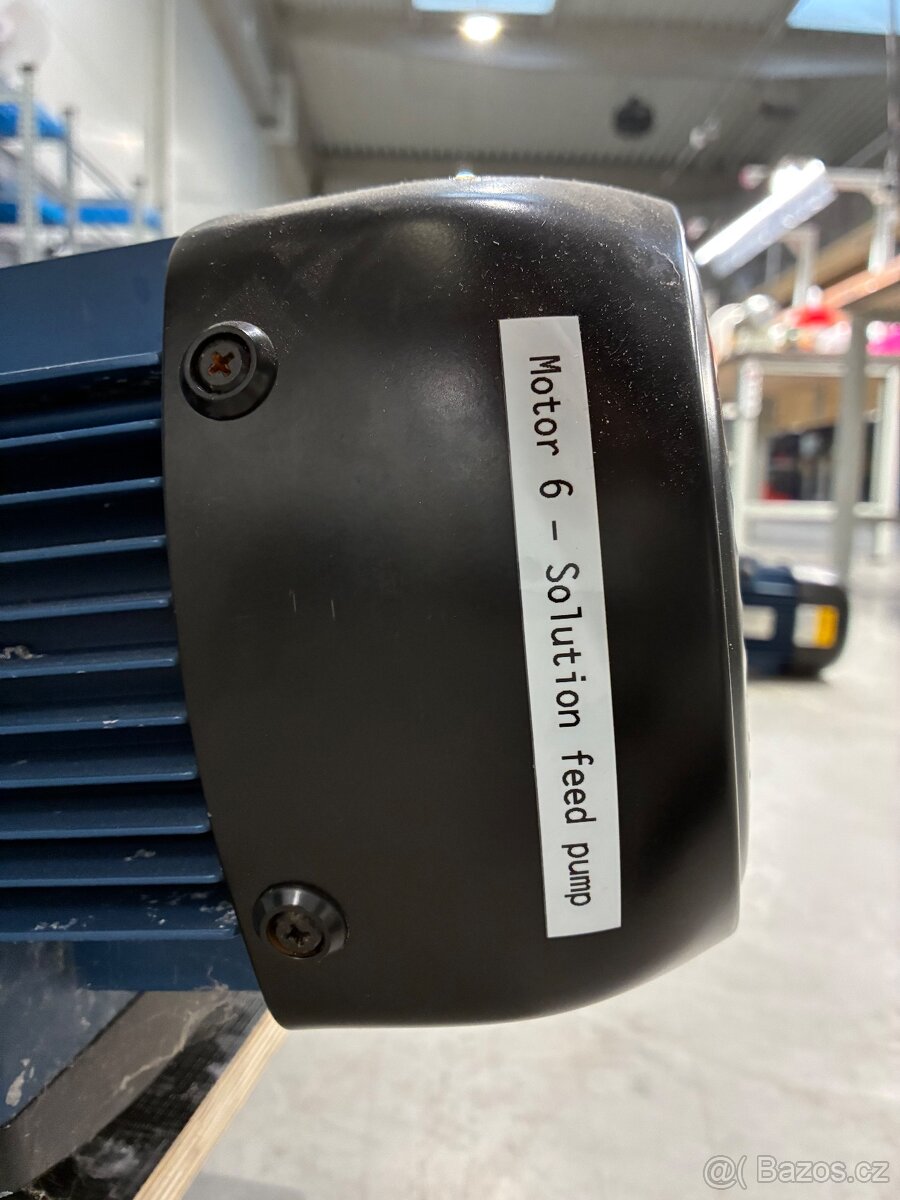 Motor 6 - Solution feed pump
@( Bazos.cz